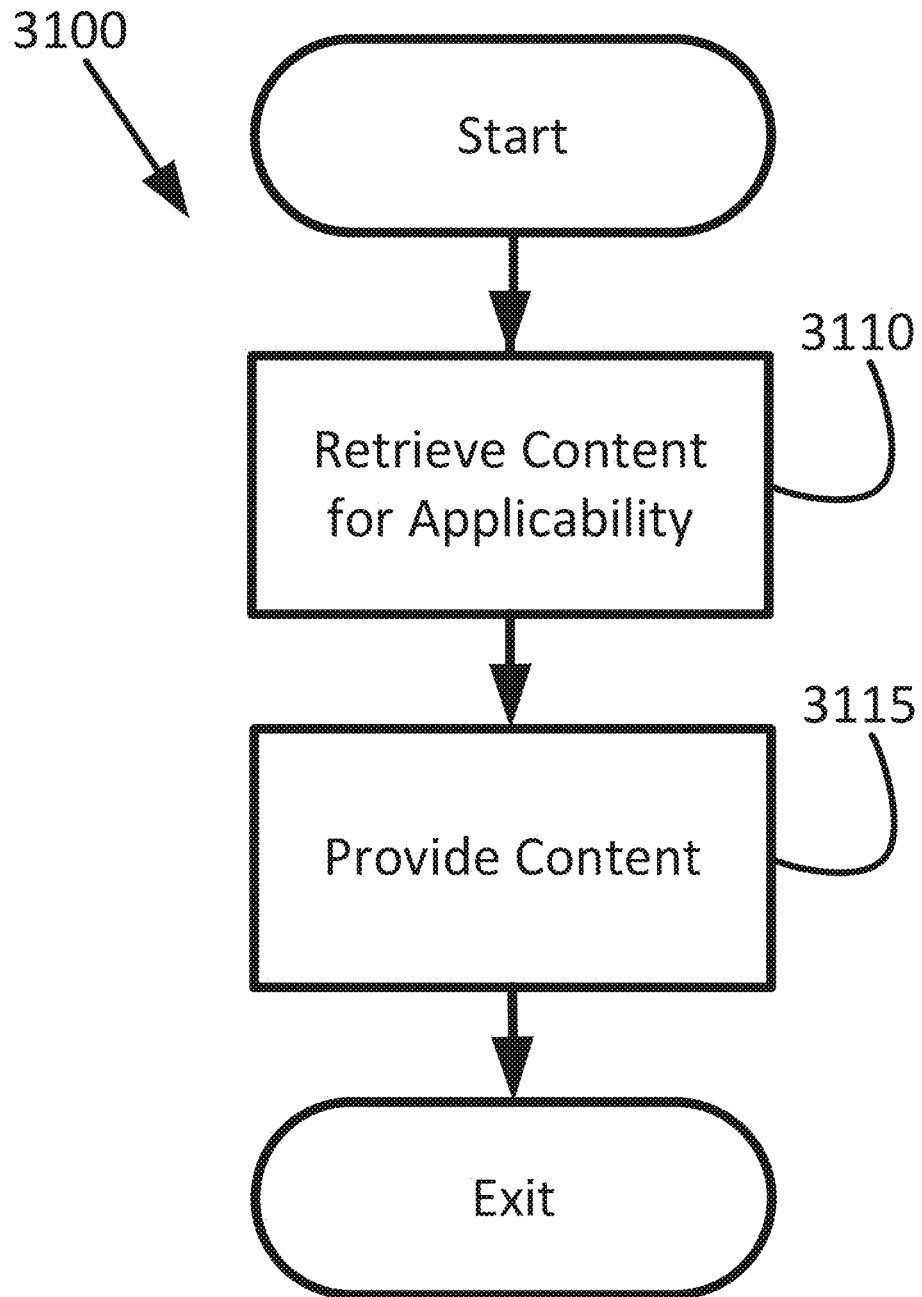 3100
Start
3110
Retrieve Content
for Applicability
3115
Provide Content
Exit